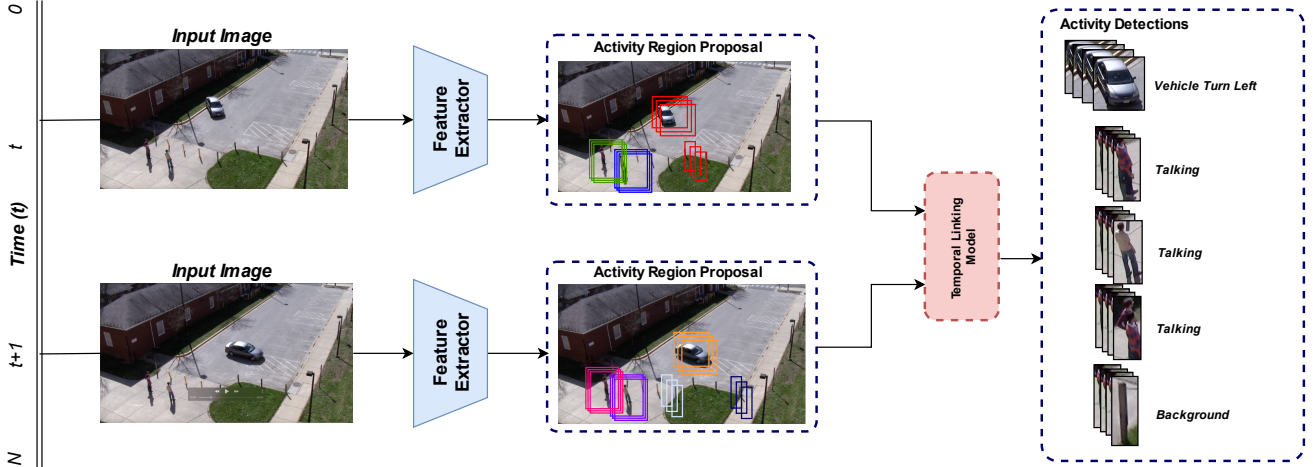 0
t
Time (t)
t+1
N
Input Image
Feature
Extractor
Activity Region Proposal
Input Image
Feature
Extractor
Activity Region Proposal
Temporal Linking
Model
Activity Detections
Vehicle Turn Left
Talking
Talking
Talking
Background